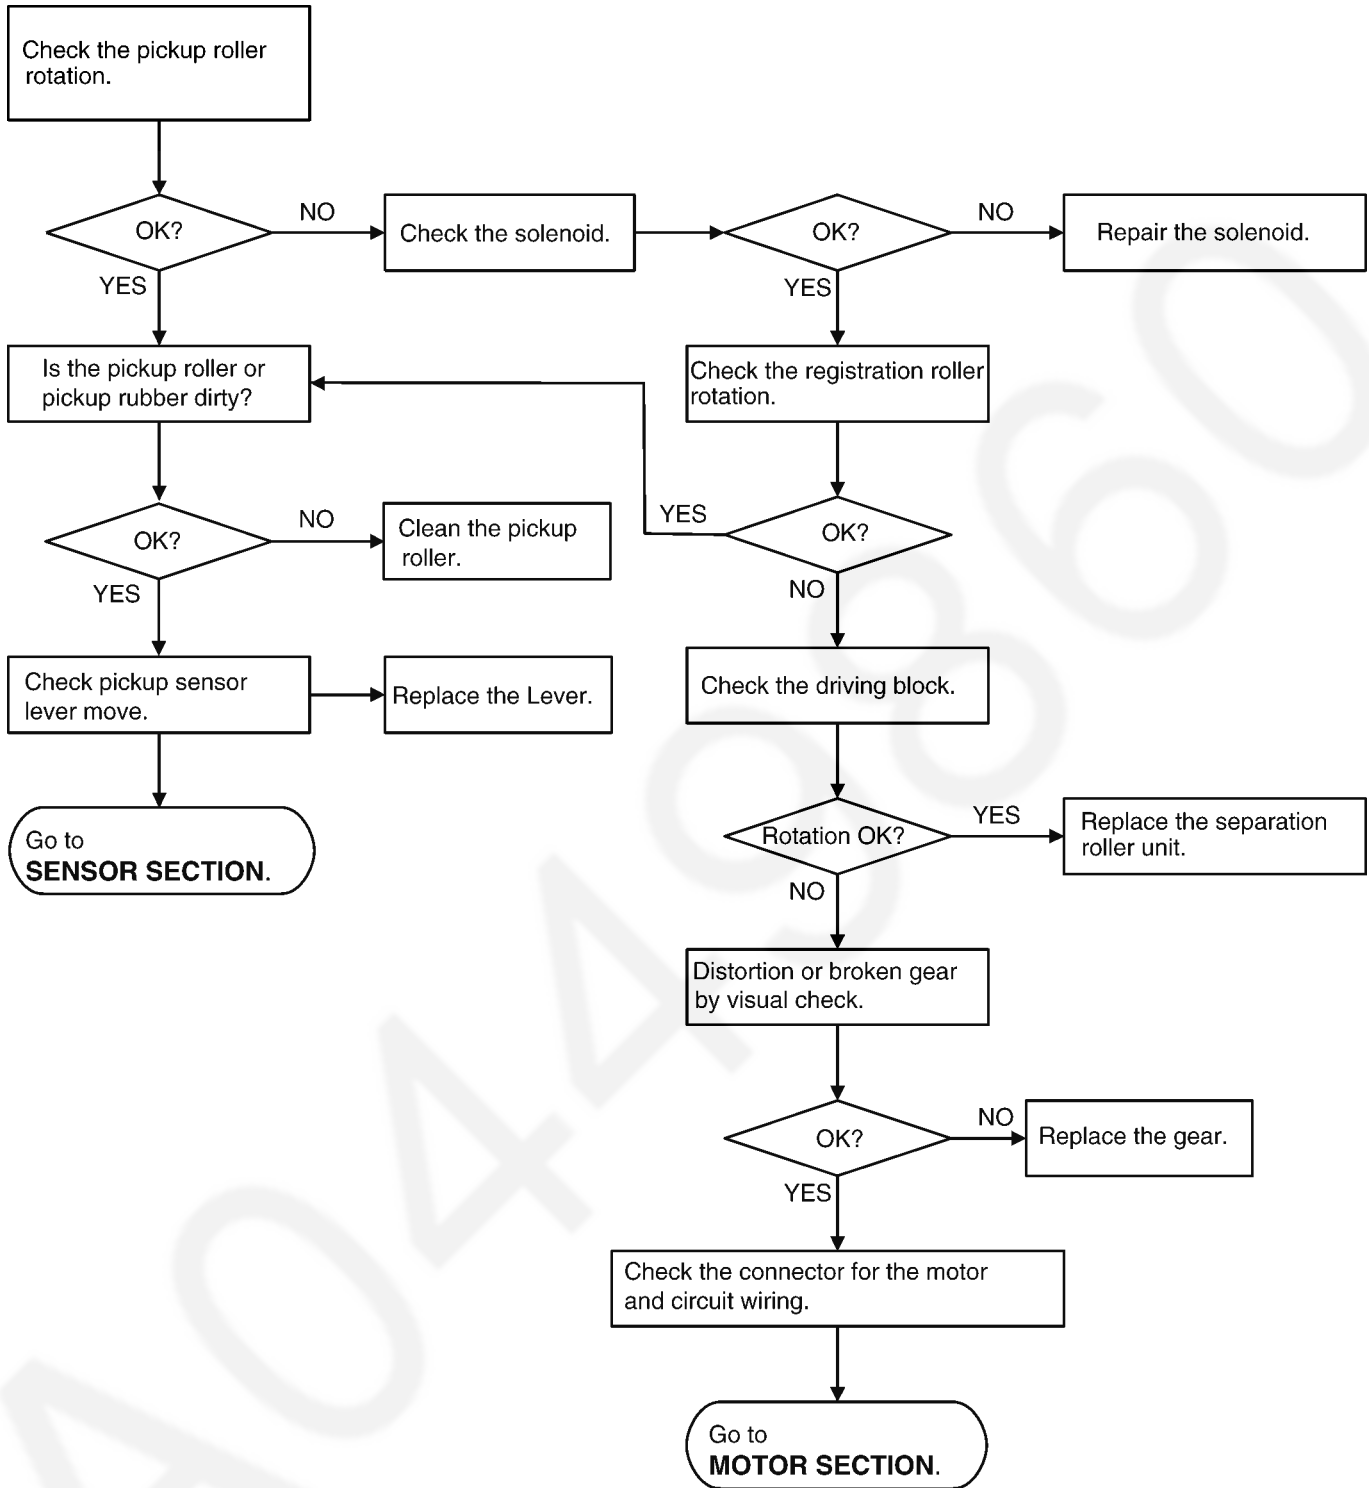 Check the pickup roller
rotation.
OK?
NO
Check the solenoid.
OK?
NO
Repair the solenoid.
YES
YES
Is the pickup roller or
pickup rubber dirty?
Check the registration roller
rotation.
OK?
NO
Clean the pickup
roller.
YES
OK?
YES
NO
Check pickup sensor
lever move.
Replace the Lever.
Check the driving block.
Go to
SENSOR SECTION.
Rotation OK?
YES
Replace the separation
roller unit.
NO
Distortion or broken gear
by visual check.
OK?
NO
Replace the gear.
YES
Check the connector for the motor
and circuit wiring.
Go to
MOTOR SECTION.
A0449860